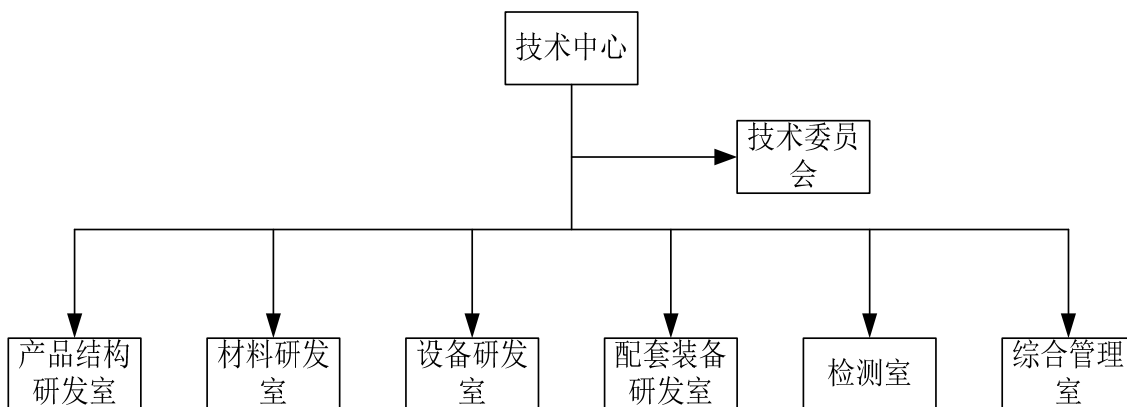 技术中心
技术委员
会
产品结构
研发室
材料研发
室
设备研发
室
配套装备
研发室
检测室
综合管理
室